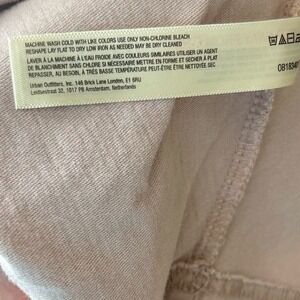 MACHINE WASH COLD WITH LIKE COLORS USE ONLY NON-CHLORINE BLEACH
RESHAPE LAY FLAT TO DRY LOW IRON AS NEEDED MAY BE DRY CLEANED
LAVER À LA MACHINE À L'EAU FROIDE AVEC COULEURS SIMILAIRES UTILISER UN AGENT
DE BLANCHIMENT SANS CHLORE SI NÉCESSAIRE REMETTRE EN FORME ET SÉCHER À PLAT
REPASSER, AU BESOIN, À TRÈS BASSE TEMPÉRATURE PEUT-ÊTRE NETTOYÉ SEC
Urban Outfitters, Inc. 146 Brick Lane London, E1 6RU
Leidsestraat 32, 1017 PB Amsterdam, Netherlands